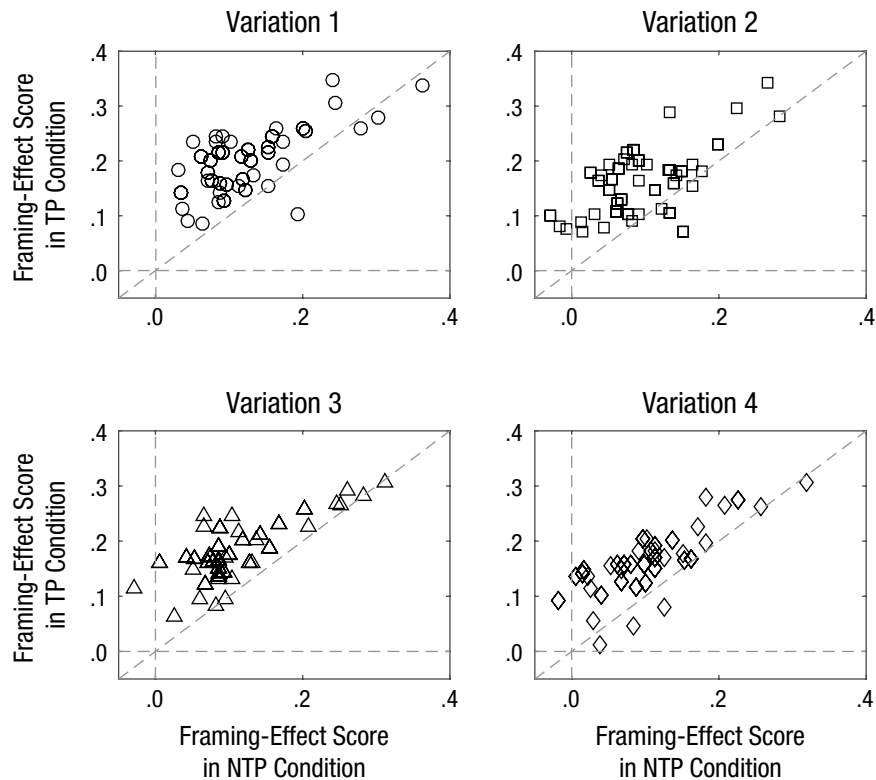 Variation 1
Variation 2
Framing-Effect Score
in TP Condition
.4
.3
.2
.1
.0
.0
.2
.4
.4
.3
.2
.1
.0
.0
.2
.4
Variation 3
Variation 4
Framing-Effect Score
in TP Condition
.4
.3
.2
.1
.0
.0
.2
.4
.4
.3
.2
.1
.0
.0
.2
.4
Framing-Effect Score
in NTP Condition
Framing-Effect Score
in NTP Condition